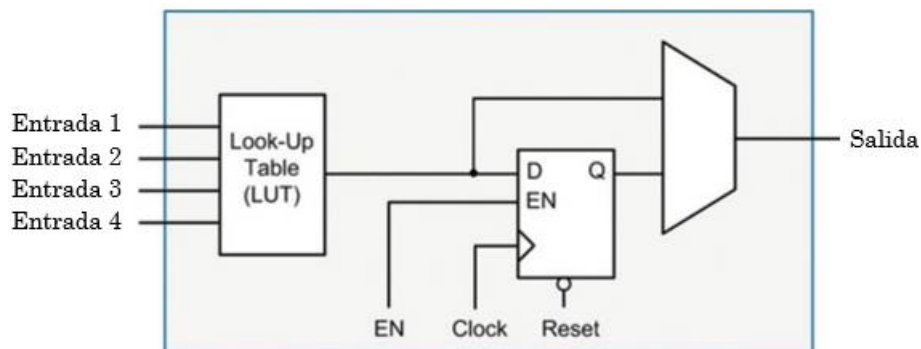 Entrada 1
Entrada 2
Entrada 3
Entrada 4
Look-Up
Table
(LUT)
D
Q
EN
EN
Clock
Reset
Salida